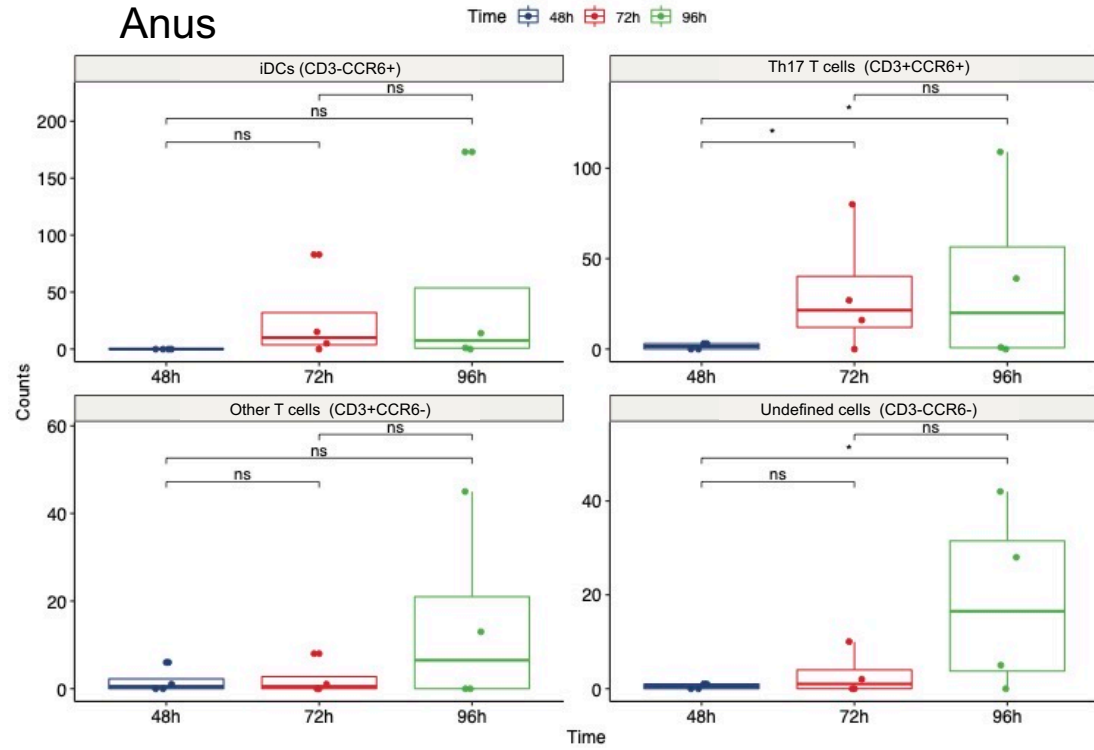 Anus
Time 48h 72h 96h
iDCs (CD3-CCR6+)
ns
ns
ns
200
150
100
50
0
48h 72h 96h
Th17 T cells (CD3+CCR6+)
ns
*
*
100
50
0
48h 72h 96h
Counts
Other T cells (CD3+CCR6-)
60
ns
ns
ns
40
20
0
48h 72h 96h
Undefined cells (CD3-CCR6-)
ns
*
ns
40
20
0
48h 72h 96h
Time